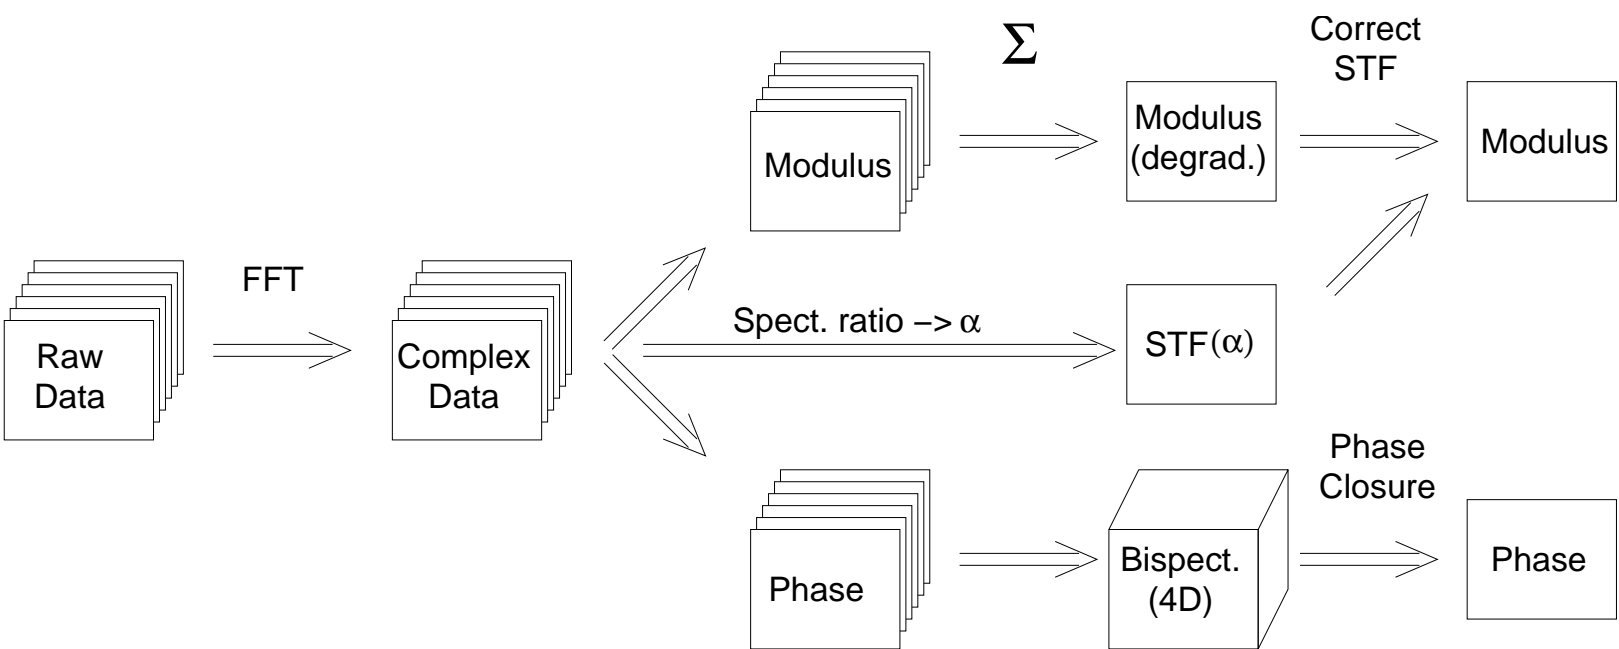 Σ
Correct
STF
Modulus
Modulus
(degrad.)
Modulus
FFT
Raw
Data
Complex
Data
Spect. ratio −> α
STF(α)
Phase
Closure
Phase
Bispect.
(4D)
Phase